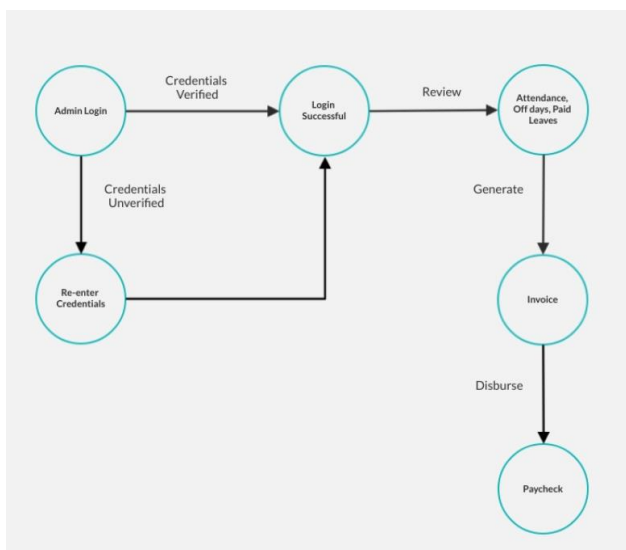 Credentials
Verified
Admin Login
Login
Successful
Review
Attendance,
Off days, Paid
Leaves
Credentials
Unverified
Generate
Re-enter
Credentials
Invoice
Disburse
Paycheck